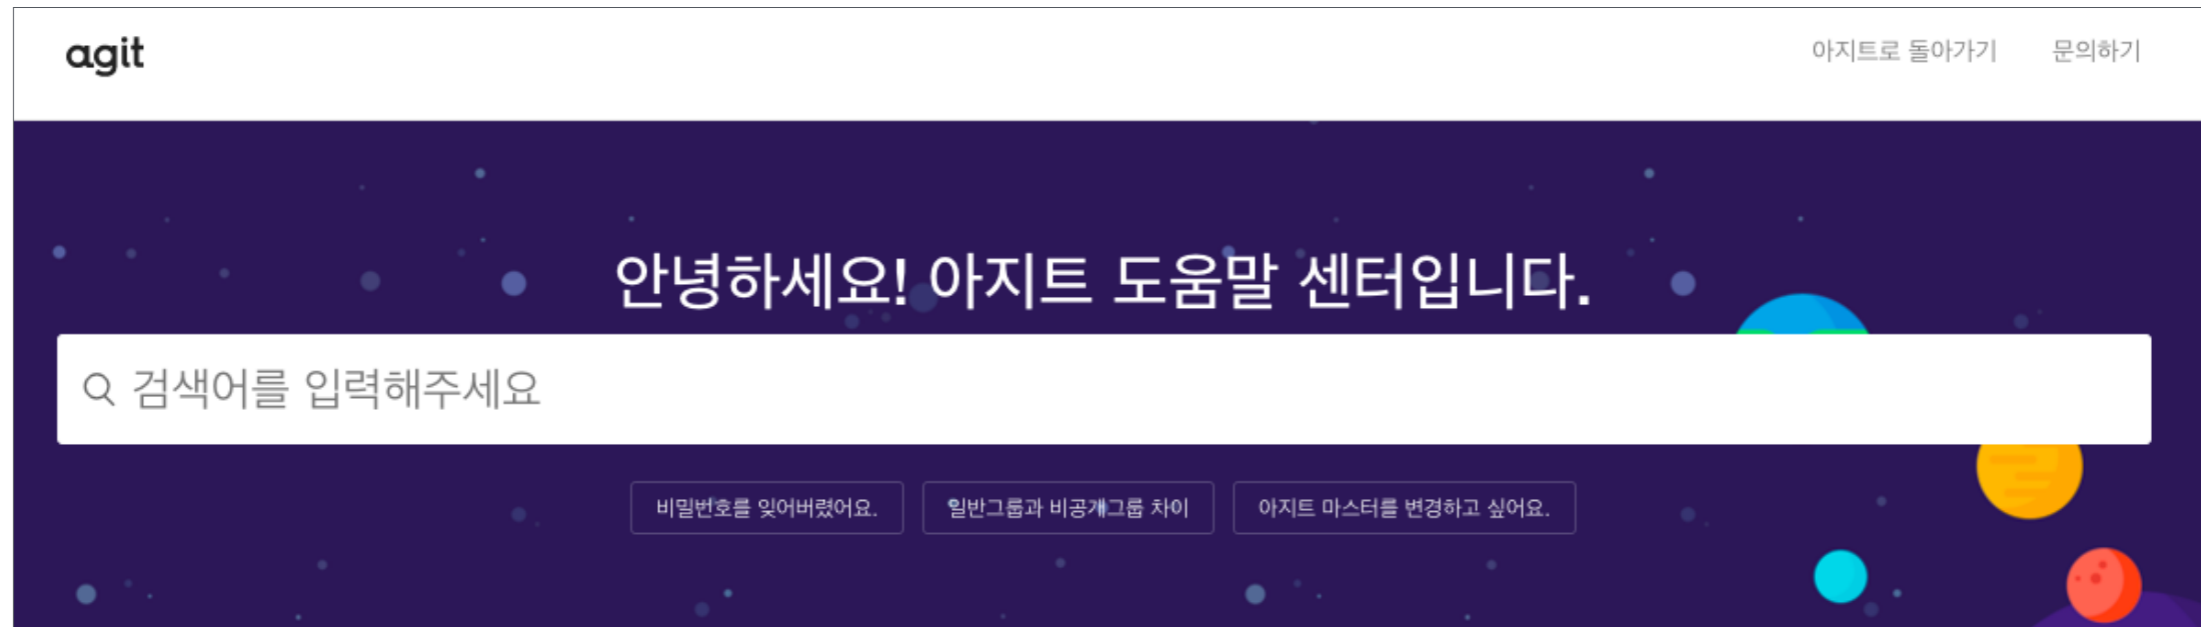 agit
아지트로 돌아가기 문의하기
안녕하세요! 아지트 도움말 센터입니다.
검색어를 입력해주세요
비밀번호를 잊어버렸어요. 일반그룹과 비공개그룹 차이 아지트 마스터를 변경하고 싶어요.